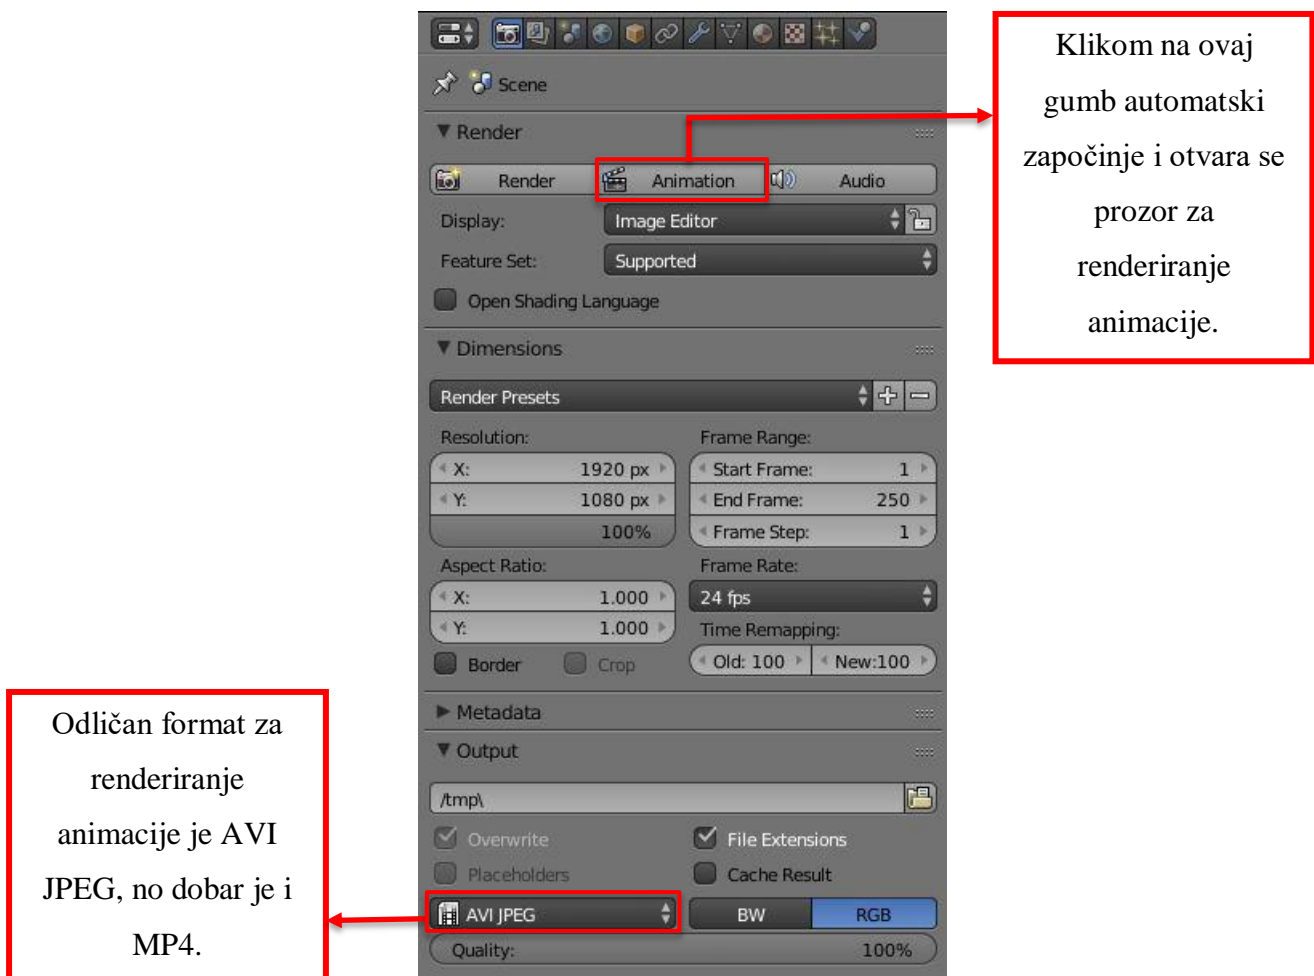 Scene
Render
Render Animation Audio
Display: Image Editor
Feature Set: Supported
Open Shading Language
Dimensions
Render Presets
Resolution: Frame Range:
X: 1920 px Start Frame: 1
Y: 1080 px End Frame: 250
100% Frame Step: 1
Aspect Ratio: Frame Rate:
X: 1.000 24 fps
Y: 1.000 Time Remapping:
Border Crop Old: 100 New:100
Metadata
Output
/tmp\
Overwrite File Extensions
Placeholders Cache Result
AVI JPEG BW RGB
Quality: 100%
Klikom na ovaj
gumb automatski
započinje i otvara se
prozor za
renderiranje
animacije.
Odličan format za
renderiranje
animacije je AVI
JPEG, no dobar je i
MP4.